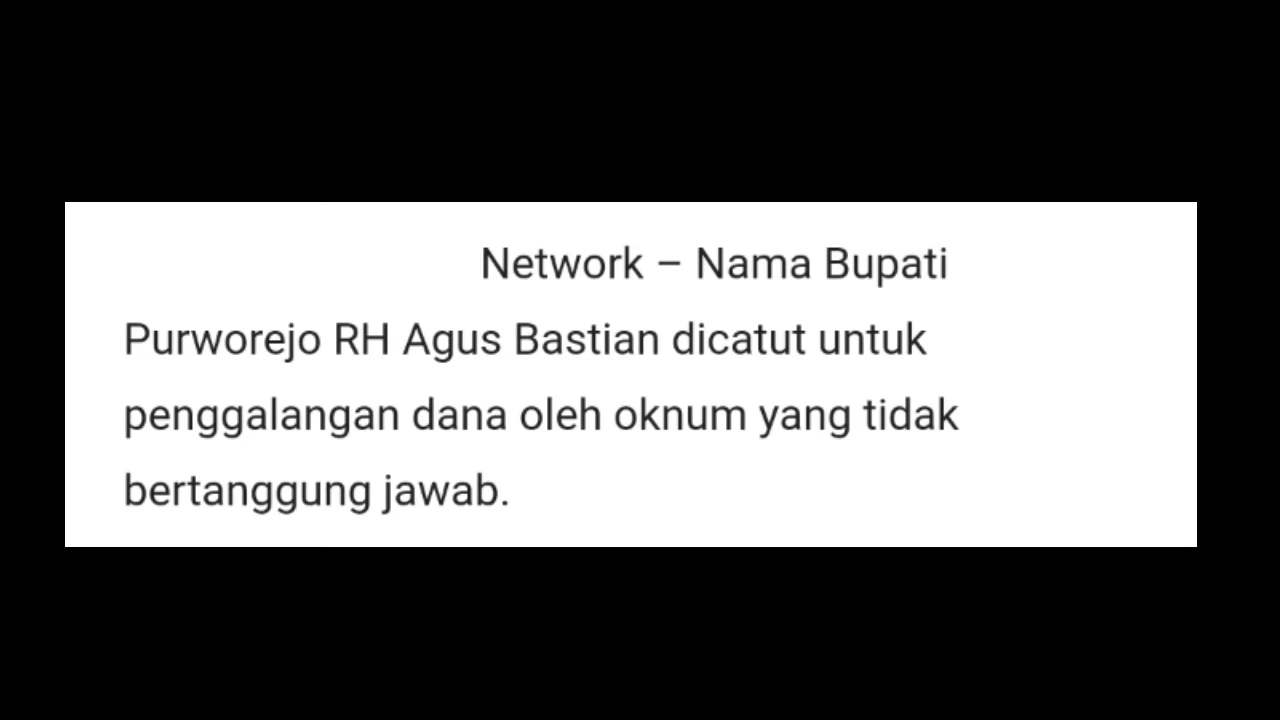 Network – Nama Bupati
Purworejo RH Agus Bastian dicatut untuk
penggalangan dana oleh oknum yang tidak
bertanggung jawab.